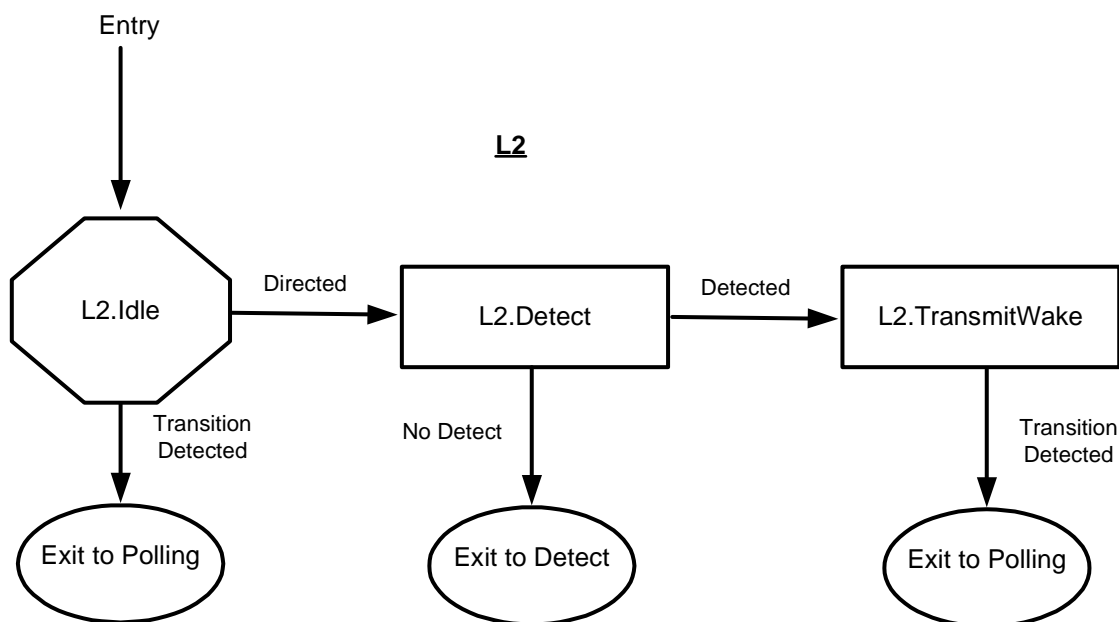 Entry
L2
L2.Idle
Directed
L2.Detect
Detected
L2.TransmitWake
Transition
Detected
No Detect
Transition
Detected
Exit to Polling
Exit to Detect
Exit to Polling